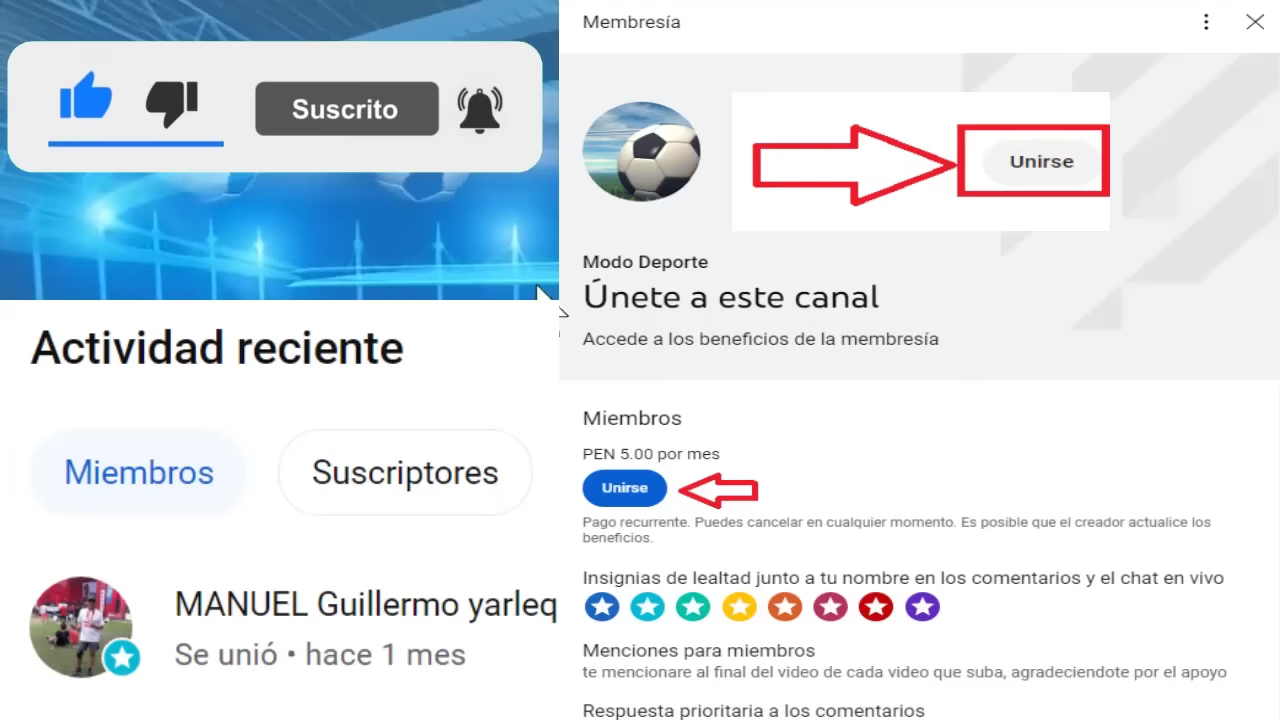 Suscrito
Actividad reciente
Miembros
Suscriptores
MANUEL Guillermo yarleq
Se unió • hace 1 mes
Membresía
Unirse
Modo Deporte
Únete a este canal
Accede a los beneficios de la membresía
Miembros
PEN 5.00 por mes
Unirse
Pago recurrente. Puedes cancelar en cualquier momento. Es posible que el creador actualice los
beneficios.
Insignias de lealtad junto a tu nombre en los comentarios y el chat en vivo
Menciones para miembros
te mencionare al final del video de cada video que suba, agradeciendote por el apoyo
Respuesta prioritaria a los comentarios